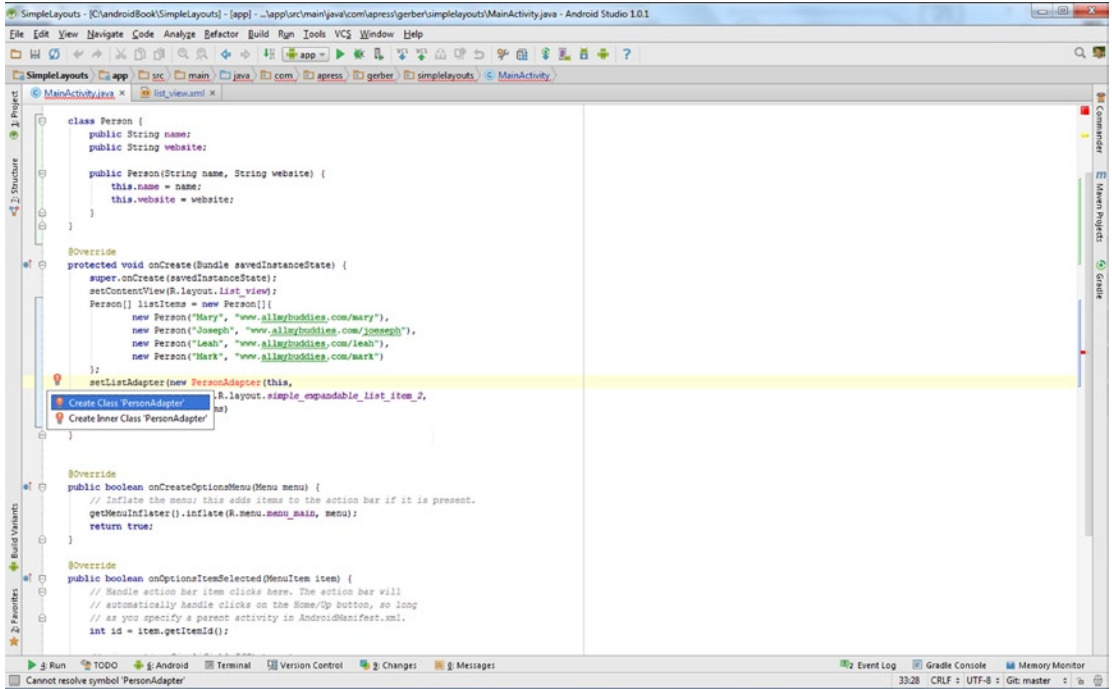 SimpleLayouts - [C:\androidBook\SimpleLayouts] - [app] - ...\app\src\main\java\com\apress\gerber\simplelayouts\MainActivity.java - Android Studio 1.0.1
File Edit View Navigate Code Analyze Refactor Build Run Tools VCS Window Help
app
SimpleLayouts app src main java com apress gerber simplelayouts MainActivity
MainActivity.java list_view.xml
1: Project
2: Structure
Build Variants
2: Favorites
Commander
Maven Projects
Gradle
class Person {
public String name;
public String website;
public Person(String name, String website) {
this.name = name;
this.website = website;
}
}
@Override
protected void onCreate(Bundle savedInstanceState) {
super.onCreate(savedInstanceState);
setContentView(R.layout.list_view);
Person[] listItems = new Person[]{
new Person("Mary", "www.allmybuddies.com/mary"),
new Person("Joseph", "www.allmybuddies.com/joeseph"),
new Person("Leah", "www.allmybuddies.com/leah"),
new Person("Mark", "www.allmybuddies.com/mark")
};
setListAdapter(new PersonAdapter(this,
.R.layout.simple_expandable_list_item_2,
ms)
Create Class 'PersonAdapter'
Create Inner Class 'PersonAdapter'
}
@Override
public boolean onCreateOptionsMenu(Menu menu) {
// Inflate the menu; this adds items to the action bar if it is present.
getMenuInflater().inflate(R.menu.menu_main, menu);
return true;
}
@Override
public boolean onOptionsItemSelected(MenuItem item) {
// Handle action bar item clicks here. The action bar will
// automatically handle clicks on the Home/Up button, so long
// as you specify a parent activity in AndroidManifest.xml.
int id = item.getItemId();
4: Run TODO 6: Android Terminal Version Control 9: Changes 0: Messages 2 Event Log Gradle Console Memory Monitor
Cannot resolve symbol 'PersonAdapter' 33:28 CRLF UTF-8 Git: master